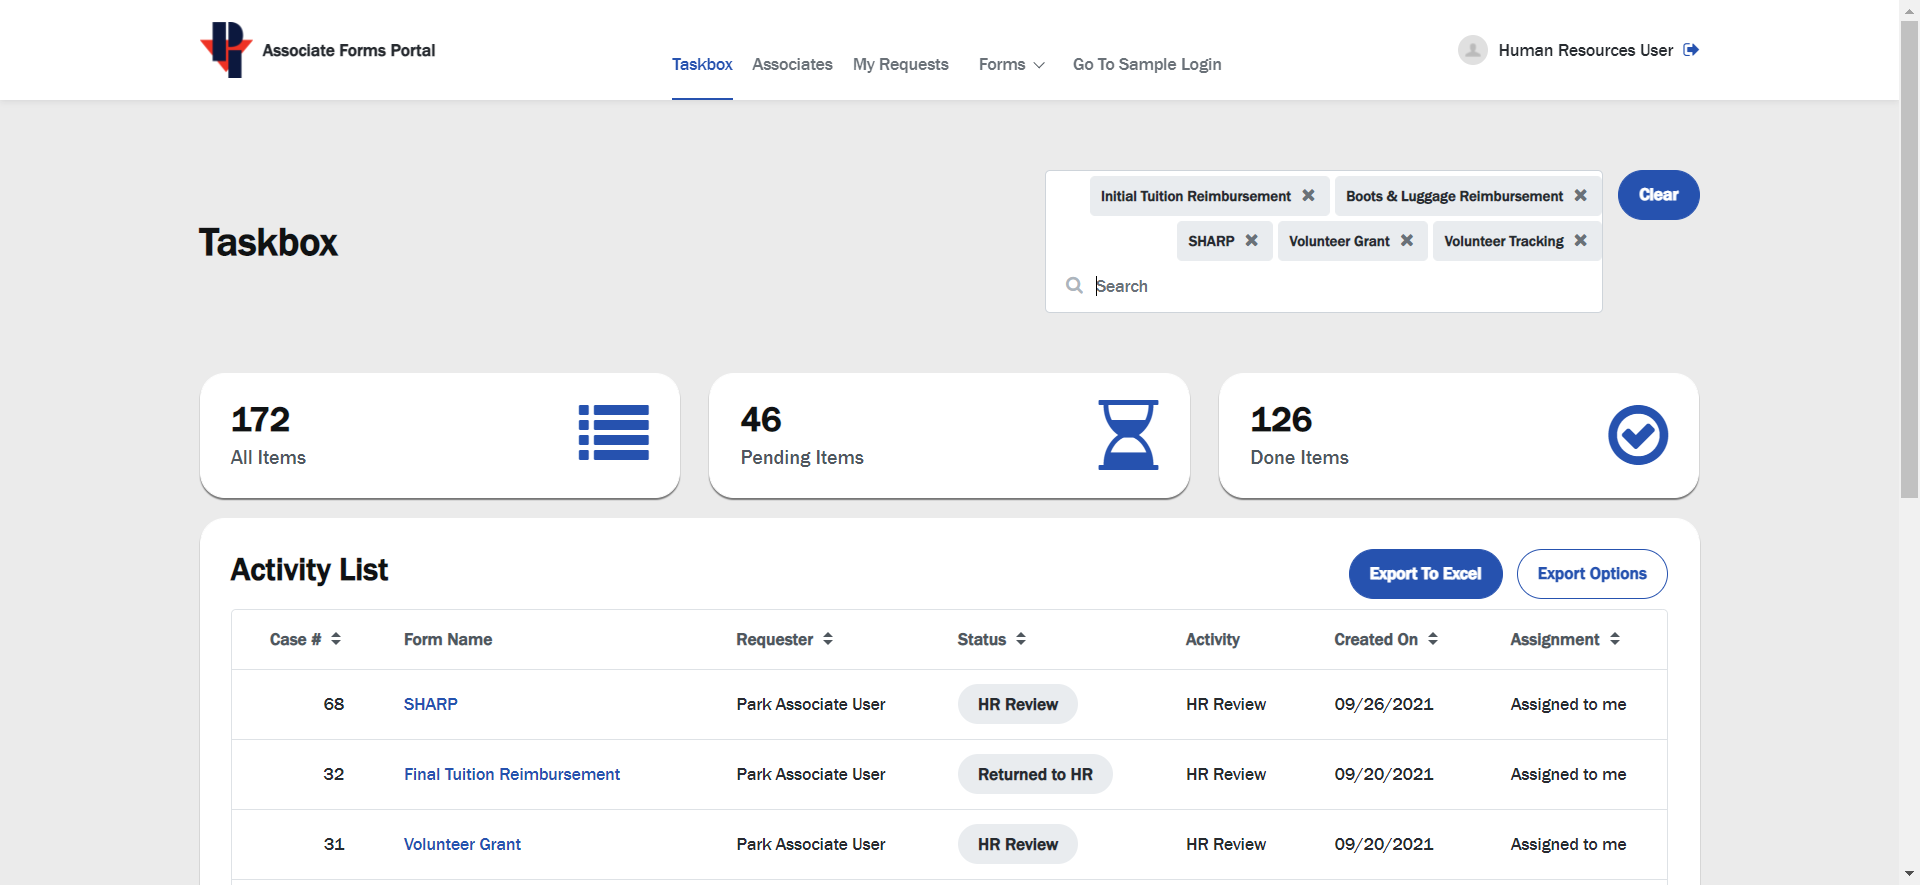 Associate Forms Portal
Taskbox Associates My Requests Forms Go To Sample Login
Human Resources User
Taskbox
Initial Tuition Reimbursement Boots & Luggage Reimbursement
SHARP Volunteer Grant Volunteer Tracking
Search
Clear
172
All Items
46
Pending Items
126
Done Items
Activity List
Export To Excel Export Options
Case # Form Name Requester Status Activity Created On Assignment
68 SHARP Park Associate User HR Review HR Review 09/26/2021 Assigned to me
32 Final Tuition Reimbursement Park Associate User Returned to HR HR Review 09/20/2021 Assigned to me
31 Volunteer Grant Park Associate User HR Review HR Review 09/20/2021 Assigned to me